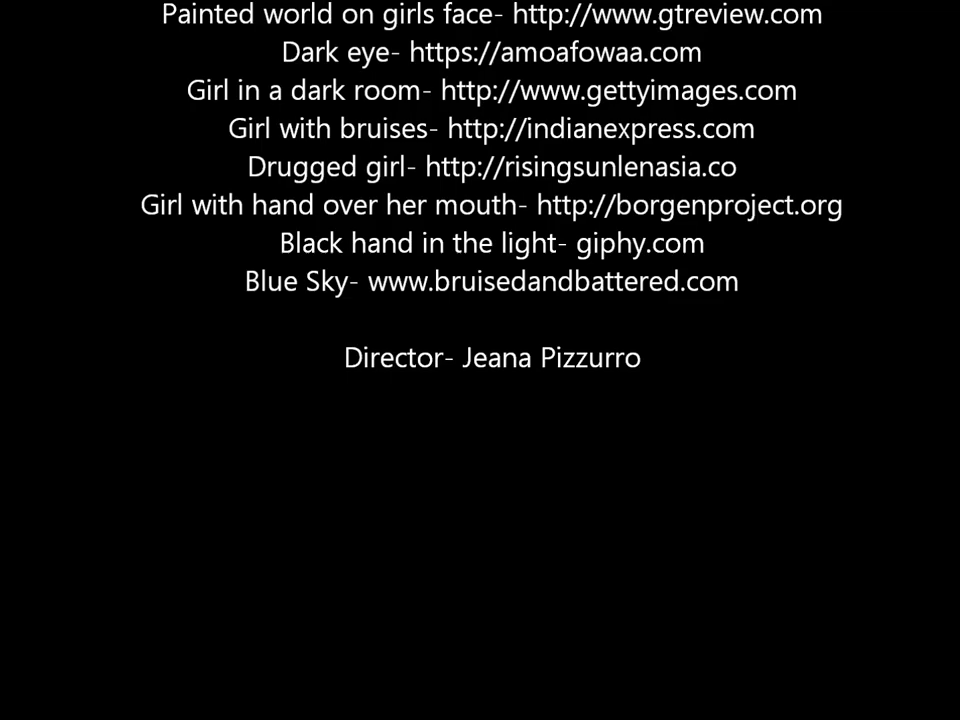 Painted world on girls face- http://www.gtreview.com
Dark eye- https://amoafowaa.com
Girl in a dark room- http://www.gettyimages.com
Girl with bruises- http://indianexpress.com
Drugged girl- http://risingsunlenasia.co
Girl with hand over her mouth- http://borgenproject.org
Black hand in the light- giphy.com
Blue Sky- www.bruisedandbattered.com
Director- Jeana Pizzurro